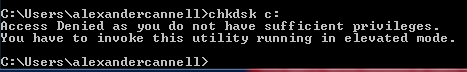 C:\Users\alexandercannell>chkdsk c:
Access Denied as you do not have sufficient privileges.
You have to invoke this utility running in elevated mode.
C:\Users\alexandercannell>